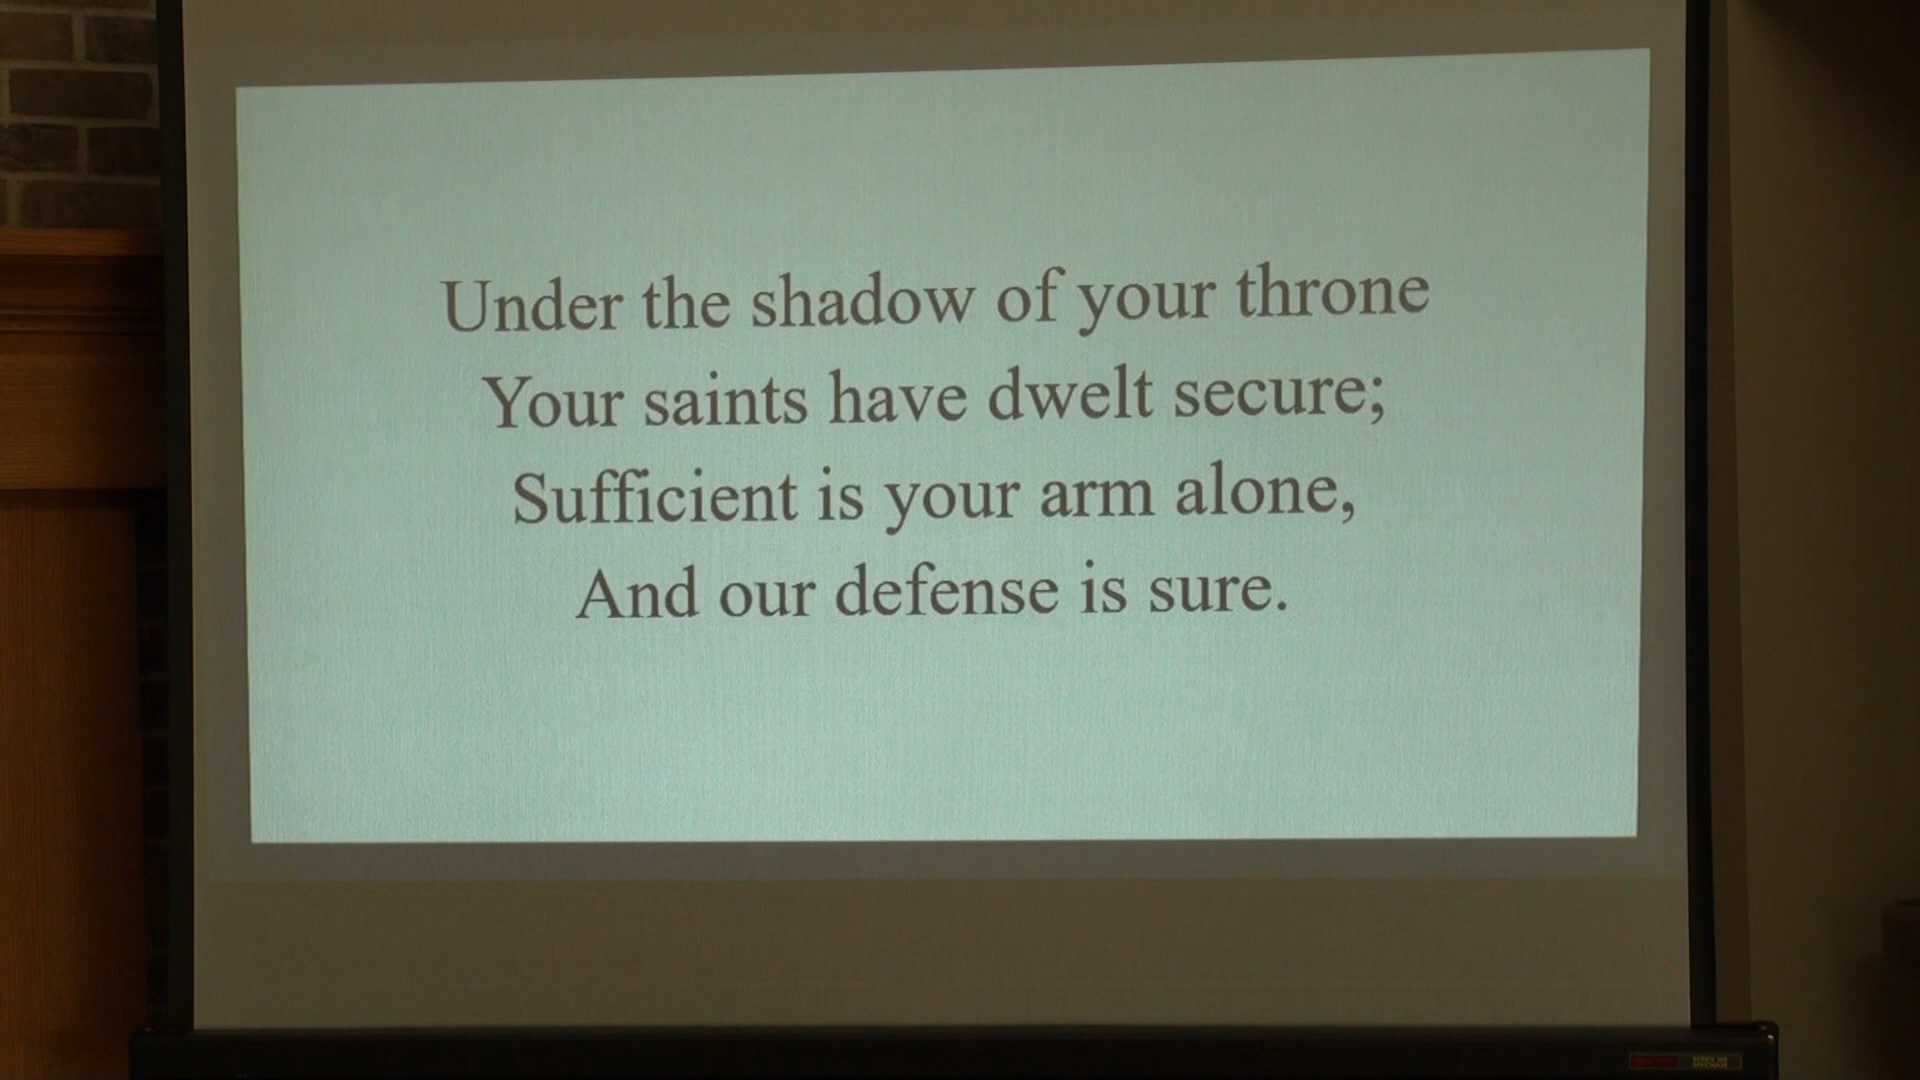 Under the shadow of your throne
Your saints have dwelt secure;
Sufficient is your arm alone,
And our defense is sure.